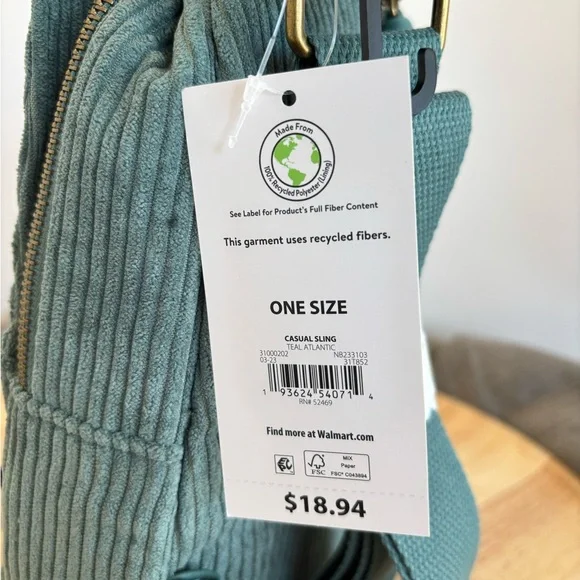 Made From
100% Recycled Polyester (Lining)
See Label for Product's Full Fiber Content
This garment uses recycled fibers.
ONE SIZE
CASUAL SLING
TEAL ATLANTIC
31000202 NB233103
03-23 31T852
1 93624 54071 4
RN# 52469
Find more at Walmart.com
FSC MIX Paper FSC® C043694
$18.94